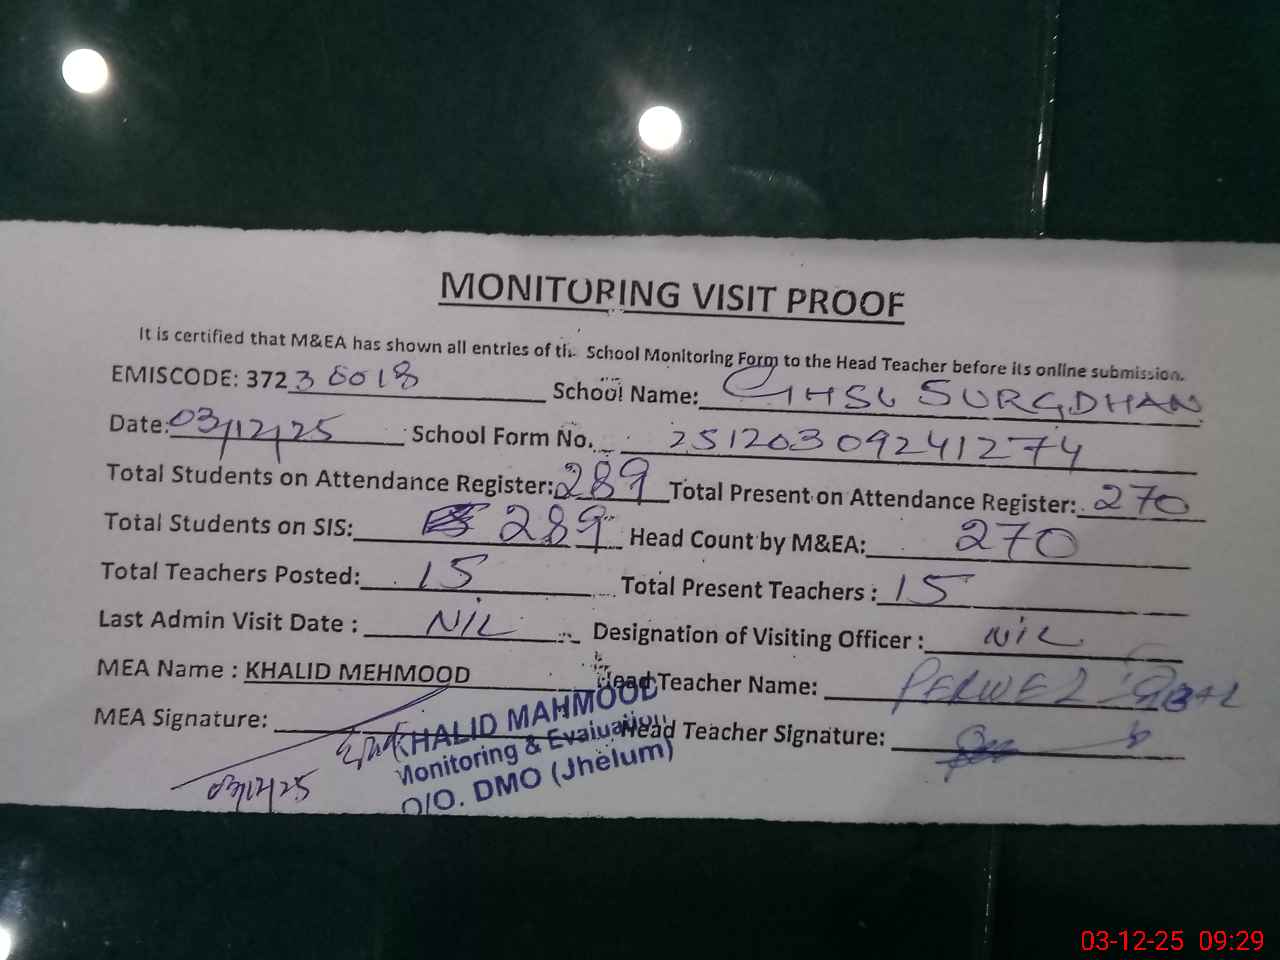 MONITORING VISIT PROOF
It is certified that M&EA has shown all entries of the School Monitoring Form to the Head Teacher before its online submission.
EMISCODE: 372 30018 School Name: GHSS SURGDHAN
Date: 03/12/25 School Form No. 25120309241274
Total Students on Attendance Register: 289 Total Present on Attendance Register: 270
Total Students on SIS: 289 Head Count by M&EA: 270
Total Teachers Posted: 15 Total Present Teachers : 15
Last Admin Visit Date : NIL Designation of Visiting Officer : NIL
MEA Name : KHALID MEHMOOD Head Teacher Name: PERWEZ IQBAL
MEA Signature: Head Teacher Signature:
KHALID MAHMOOD
Monitoring & Evaluation
O/O. DMO (Jhelum)
03/12/25
03-12-25 09:29